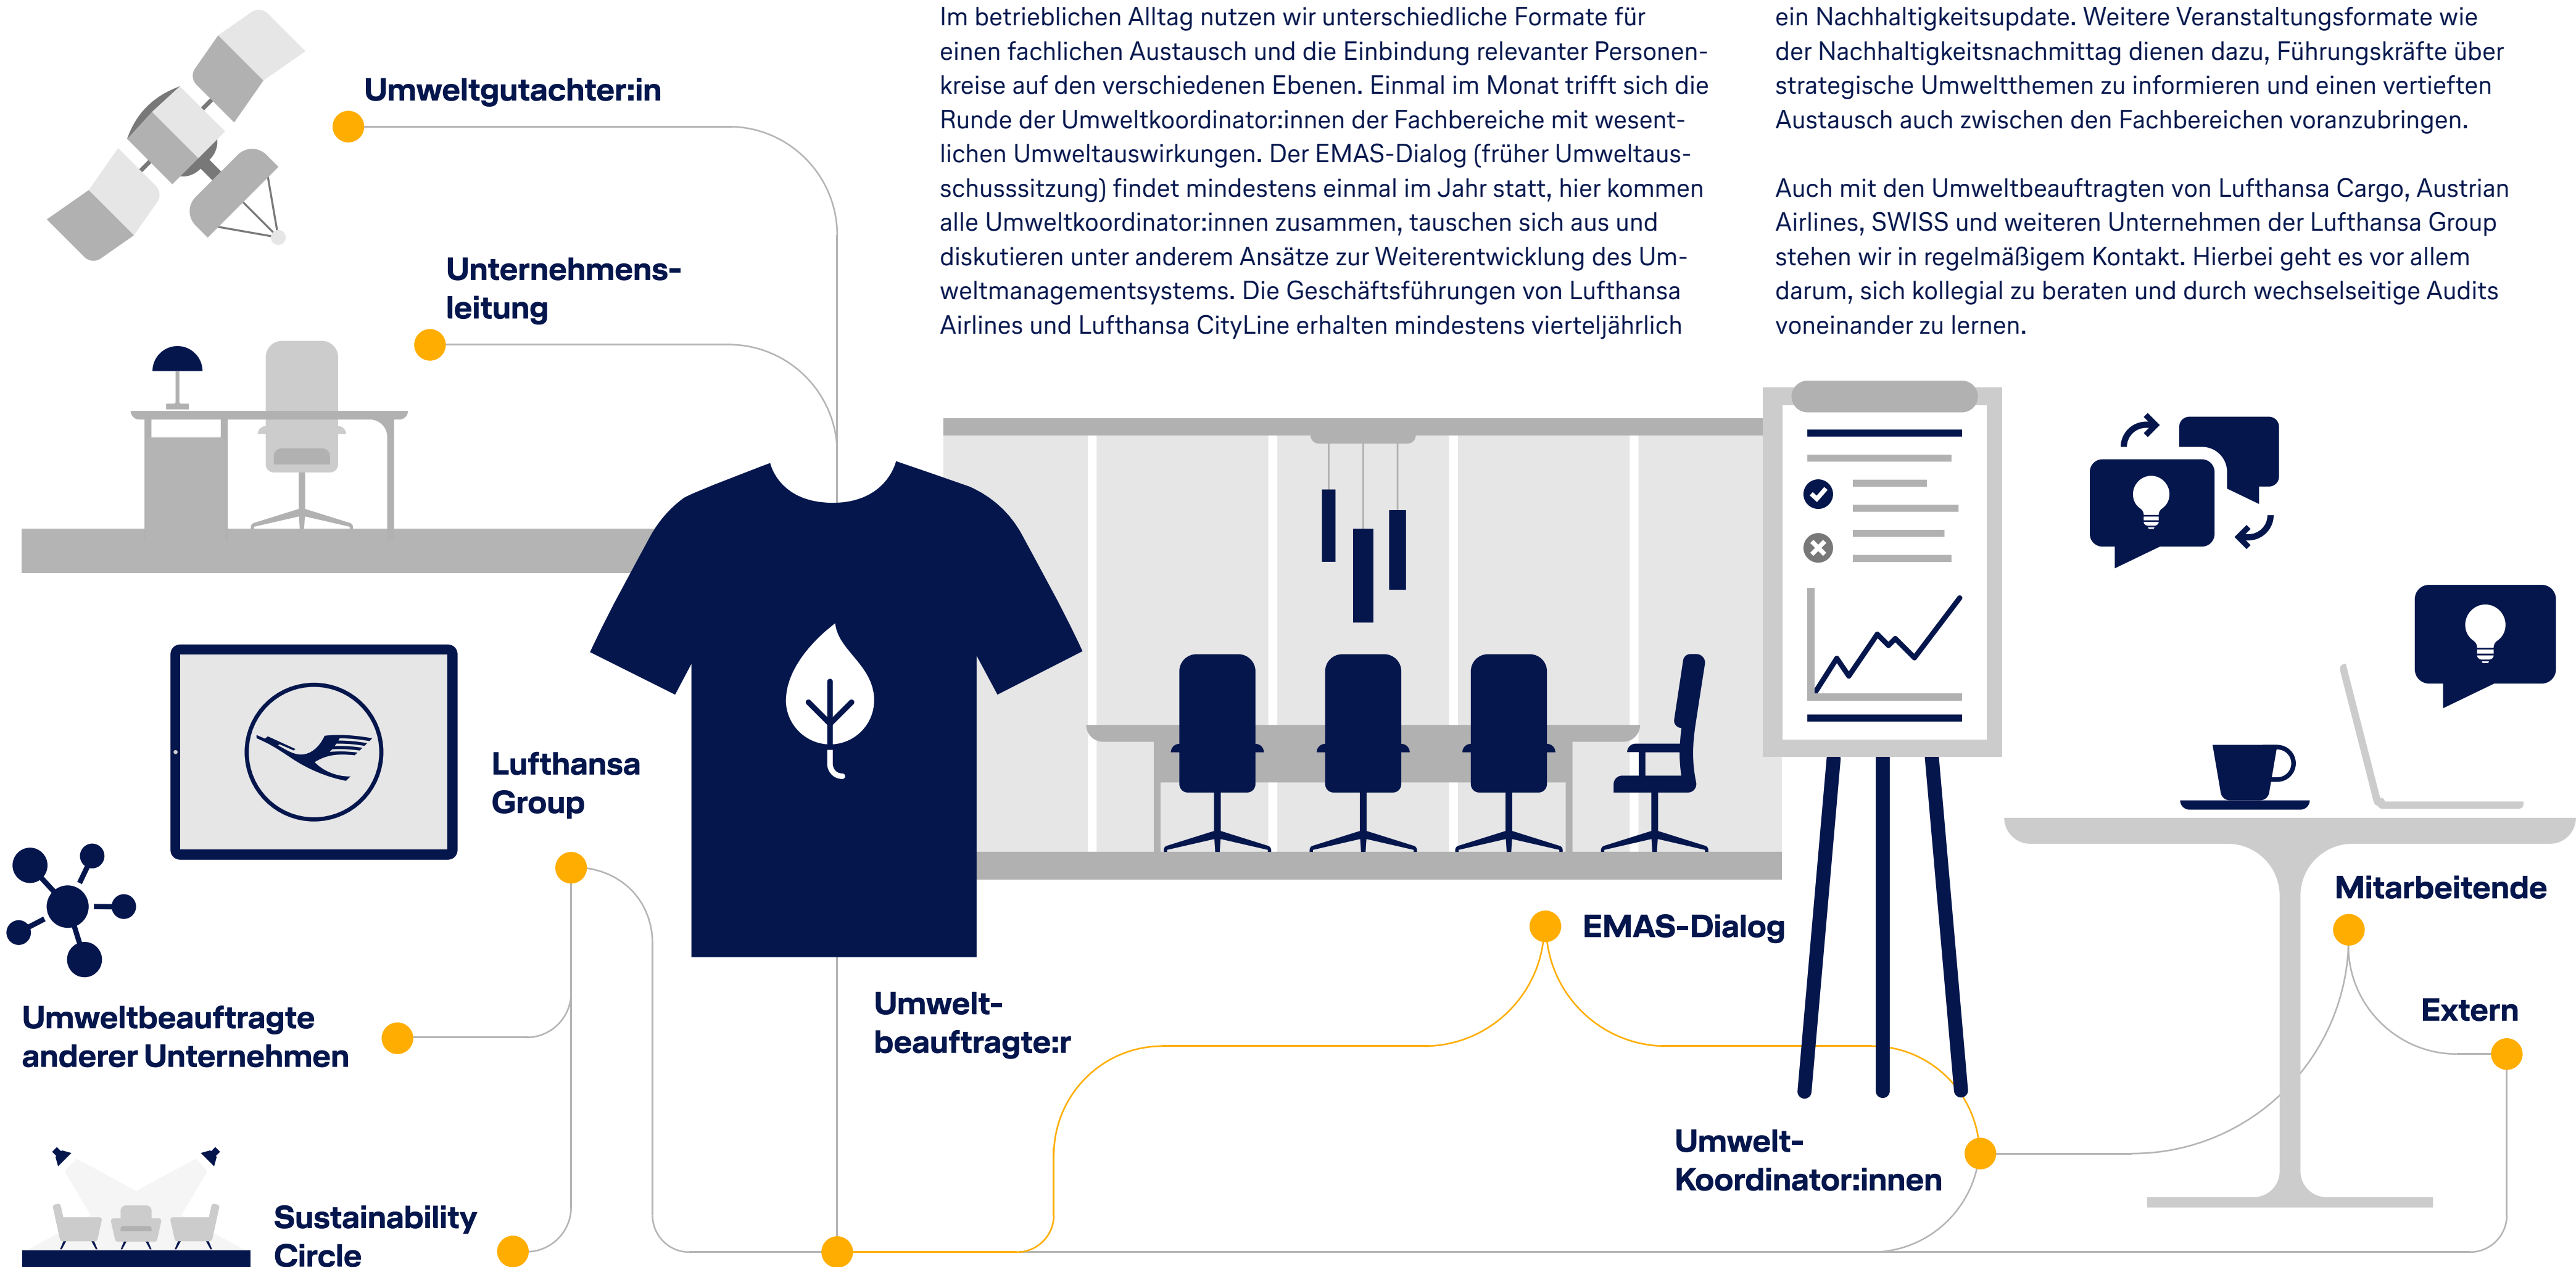 Im betrieblichen Alltag nutzen wir unterschiedliche Formate für
einen fachlichen Austausch und die Einbindung relevanter Personen-
kreise auf den verschiedenen Ebenen. Einmal im Monat trifft sich die
Runde der Umweltkoordinator:innen der Fachbereiche mit wesent-
lichen Umweltauswirkungen. Der EMAS-Dialog (früher Umweltaus-
schusssitzung) findet mindestens einmal im Jahr statt, hier kommen
alle Umweltkoordinator:innen zusammen, tauschen sich aus und
diskutieren unter anderem Ansätze zur Weiterentwicklung des Um-
weltmanagementsystems. Die Geschäftsführungen von Lufthansa
Airlines und Lufthansa CityLine erhalten mindestens vierteljährlich
ein Nachhaltigkeitsupdate. Weitere Veranstaltungsformate wie
der Nachhaltigkeitsnachmittag dienen dazu, Führungskräfte über
strategische Umweltthemen zu informieren und einen vertieften
Austausch auch zwischen den Fachbereichen voranzubringen.
Auch mit den Umweltbeauftragten von Lufthansa Cargo, Austrian
Airlines, SWISS und weiteren Unternehmen der Lufthansa Group
stehen wir in regelmäßigem Kontakt. Hierbei geht es vor allem
darum, sich kollegial zu beraten und durch wechselseitige Audits
voneinander zu lernen.
Umweltgutachter:in
Unternehmens-
leitung
Lufthansa
Group
Umweltbeauftragte
anderer Unternehmen
Sustainability
Circle
Umwelt-
beauftragte:r
EMAS-Dialog
Umwelt-
Koordinator:innen
Mitarbeitende
Extern